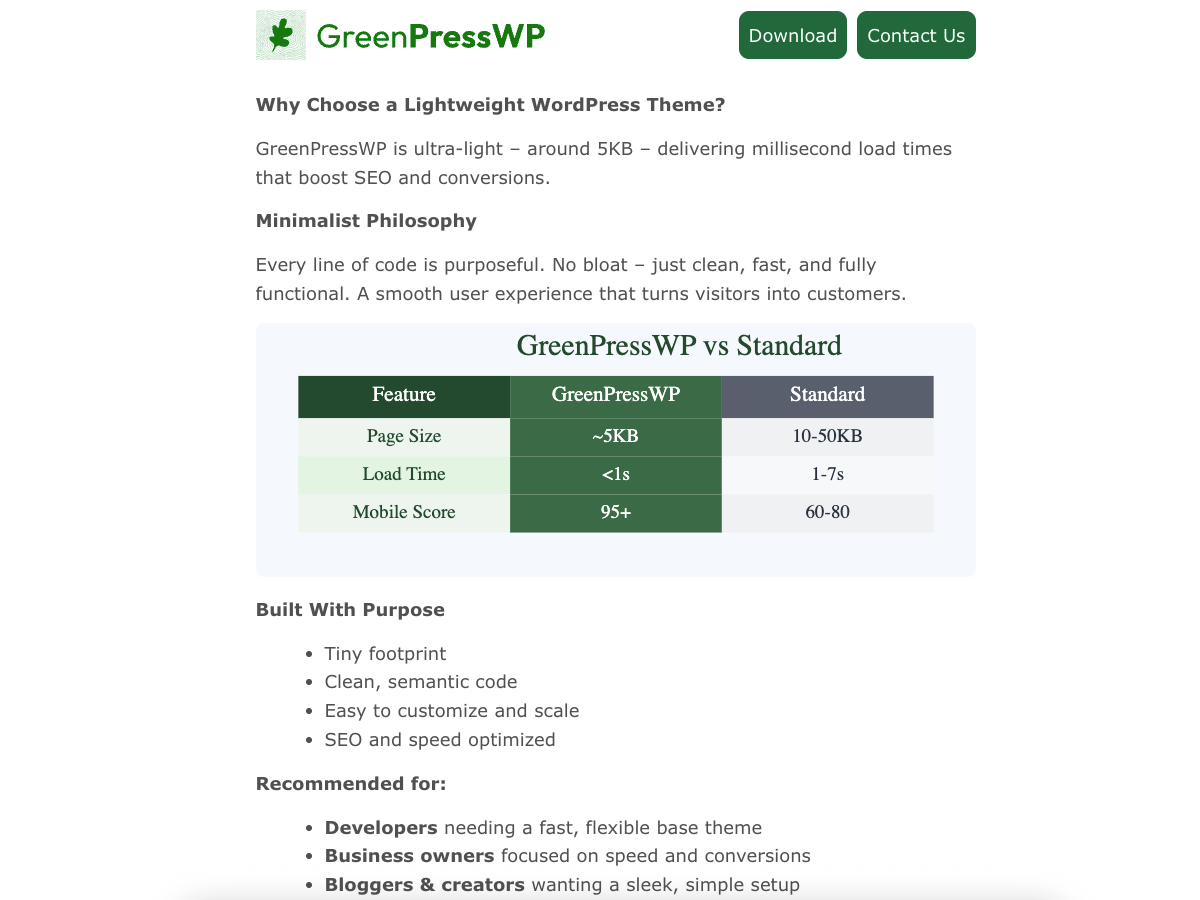 GreenPressWP
Download
Contact Us
Why Choose a Lightweight WordPress Theme?
GreenPressWP is ultra-light – around 5KB – delivering millisecond load times
that boost SEO and conversions.
Minimalist Philosophy
Every line of code is purposeful. No bloat – just clean, fast, and fully
functional. A smooth user experience that turns visitors into customers.
GreenPressWP vs Standard
Feature GreenPressWP Standard
Page Size ~5KB 10-50KB
Load Time <1s 1-7s
Mobile Score 95+ 60-80
Built With Purpose
• Tiny footprint
• Clean, semantic code
• Easy to customize and scale
• SEO and speed optimized
Recommended for:
• Developers needing a fast, flexible base theme
• Business owners focused on speed and conversions
• Bloggers & creators wanting a sleek, simple setup